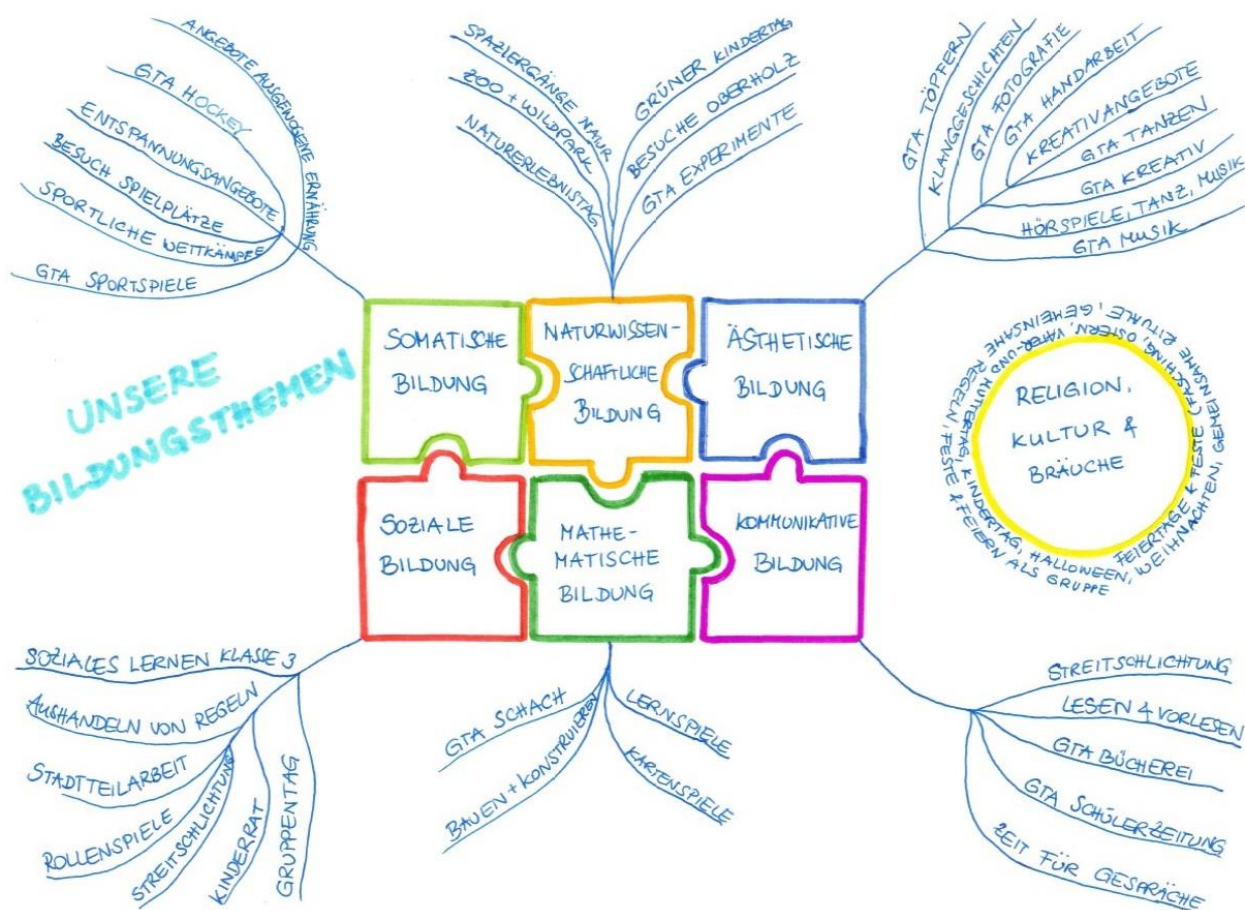 ANGEBOTE AUSGEWOGENE ERNÄHRUNG
GTA HOCKEY
ENTSPANNUNGSANGEBOTE
BESUCH SPIELPLÄTZE
SPORTLICHE WETTKÄMPFE
GTA SPORTSPIELE
SPAZIERGÄNGE NATUR
ZOO + WILDPARK
NATURERLEBNISTAG
GRÜNER KINDERTAG
BESUCHE OBERHOLZ
GTA EXPERIMENTE
GTA TÖPFERN
KLANGGESCHICHTEN
GTA FOTOGRAFIE
GTA HANDARBEIT
KREATIVANGEBOTE
GTA TANZEN
GTA KREATIV
HÖRSPIELE, TANZ, MUSIK
GTA MUSIK
UNSERE
BILDUNGSTHEMEN
SOMATISCHE
BILDUNG
NATURWISSEN-
SCHAFTLICHE
BILDUNG
ÄSTHETISCHE
BILDUNG
SOZIALE
BILDUNG
MATHE-
MATISCHE
BILDUNG
KOMMUNIKATIVE
BILDUNG
RELIGION,
KULTUR &
BRÄUCHE
FEIERTAGE & FESTE (FASCHING, OSTERN, VATER- UND MUTTERTAG, KINDERTAG, HALLOWEEN,
WEIHNACHTEN, GEMEINSAME RITUALE, GEMEINSAME REGELN, FESTE & FEIERN ALS GRUPPE
SOZIALES LERNEN KLASSE 3
AUSHANDELN VON REGELN
STADTTEILARBEIT
ROLLENSPIELE
STREITSCHLICHTUNG
KINDERRAT
GRUPPENTAG
GTA SCHACH
BAUEN + KONSTRUIEREN
LERNSPIELE
KARTENSPIELE
STREITSCHLICHTUNG
LESEN & VORLESEN
GTA BÜCHEREI
GTA SCHÜLERZEITUNG
ZEIT FÜR GESPRÄCHE